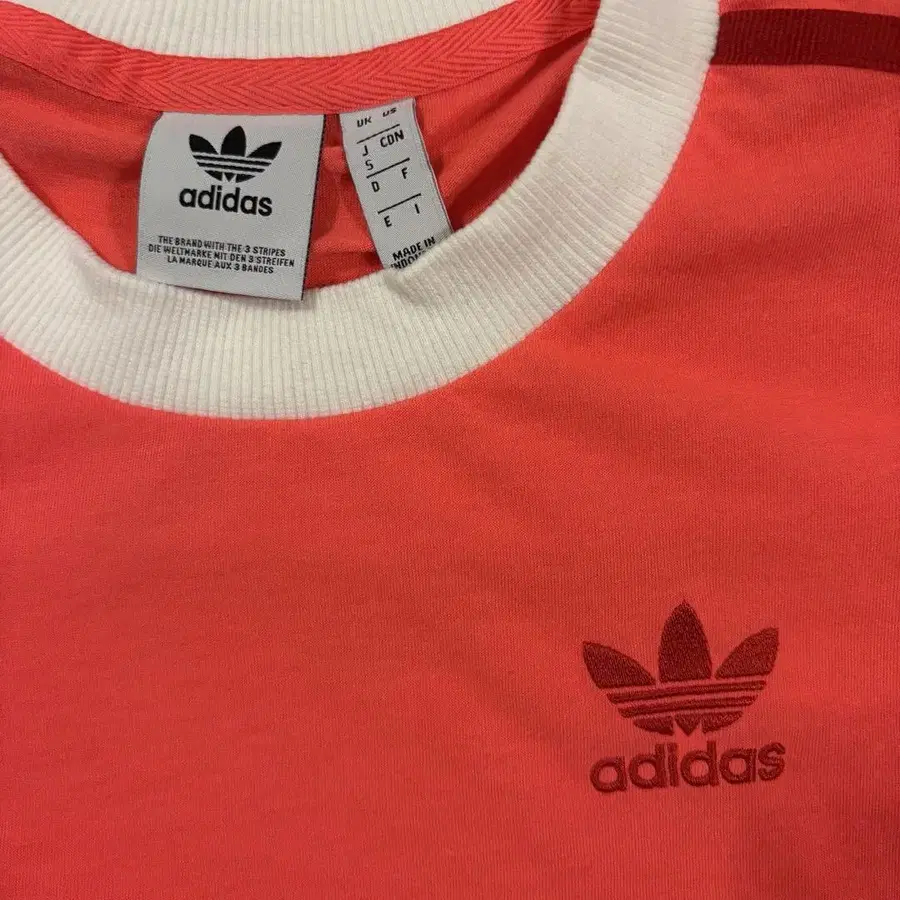 adidas
THE BRAND WITH THE 3 STRIPES
DIE WELTMARKE MIT DEN 3 STREIFEN
LA MARQUE AUX 3 BANDES
UK US
J CDN
S
D F
E I
MADE IN
adidas